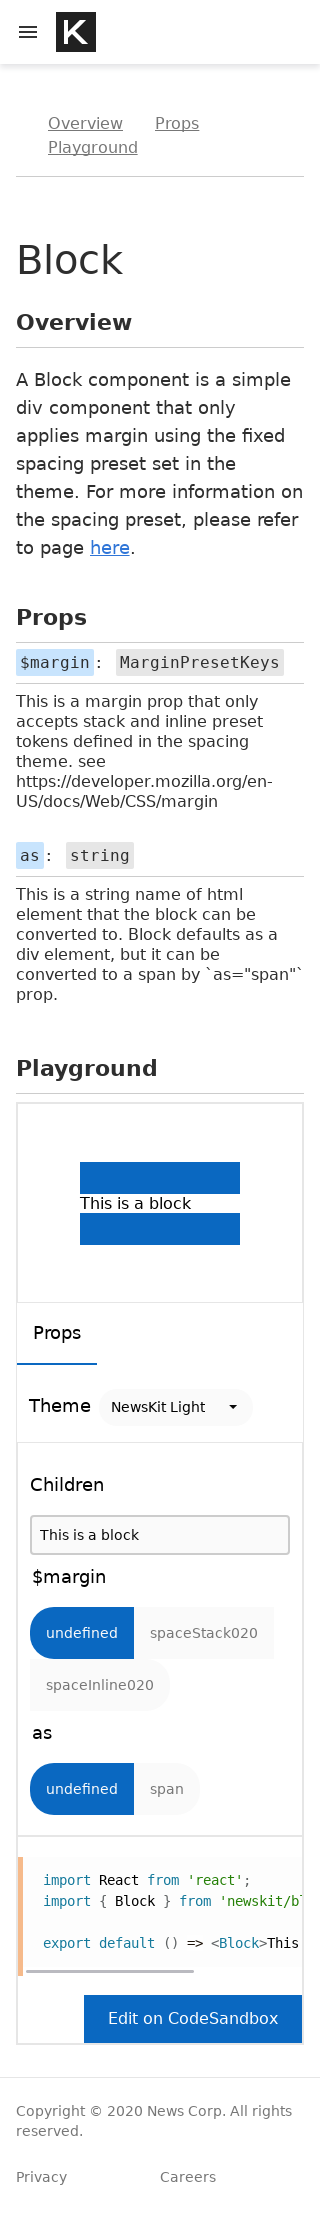 K
Overview Props
Playground
Block
Overview
A Block component is a simple
div component that only
applies margin using the fixed
spacing preset set in the
theme. For more information on
the spacing preset, please refer
to page here.
Props
$margin: MarginPresetKeys
This is a margin prop that only
accepts stack and inline preset
tokens defined in the spacing
theme. see
https://developer.mozilla.org/en-
US/docs/Web/CSS/margin
as: string
This is a string name of html
element that the block can be
converted to. Block defaults as a
div element, but it can be
converted to a span by `as="span"`
prop.
Playground
This is a block
Props
Theme NewsKit Light
Children
This is a block
$margin
undefined spaceStack020
spaceInline020
as
undefined span
import React from 'react';
import { Block } from 'newskit/bl
export default () => <Block>This
Edit on CodeSandbox
Copyright © 2020 News Corp. All rights
reserved.
Privacy Careers